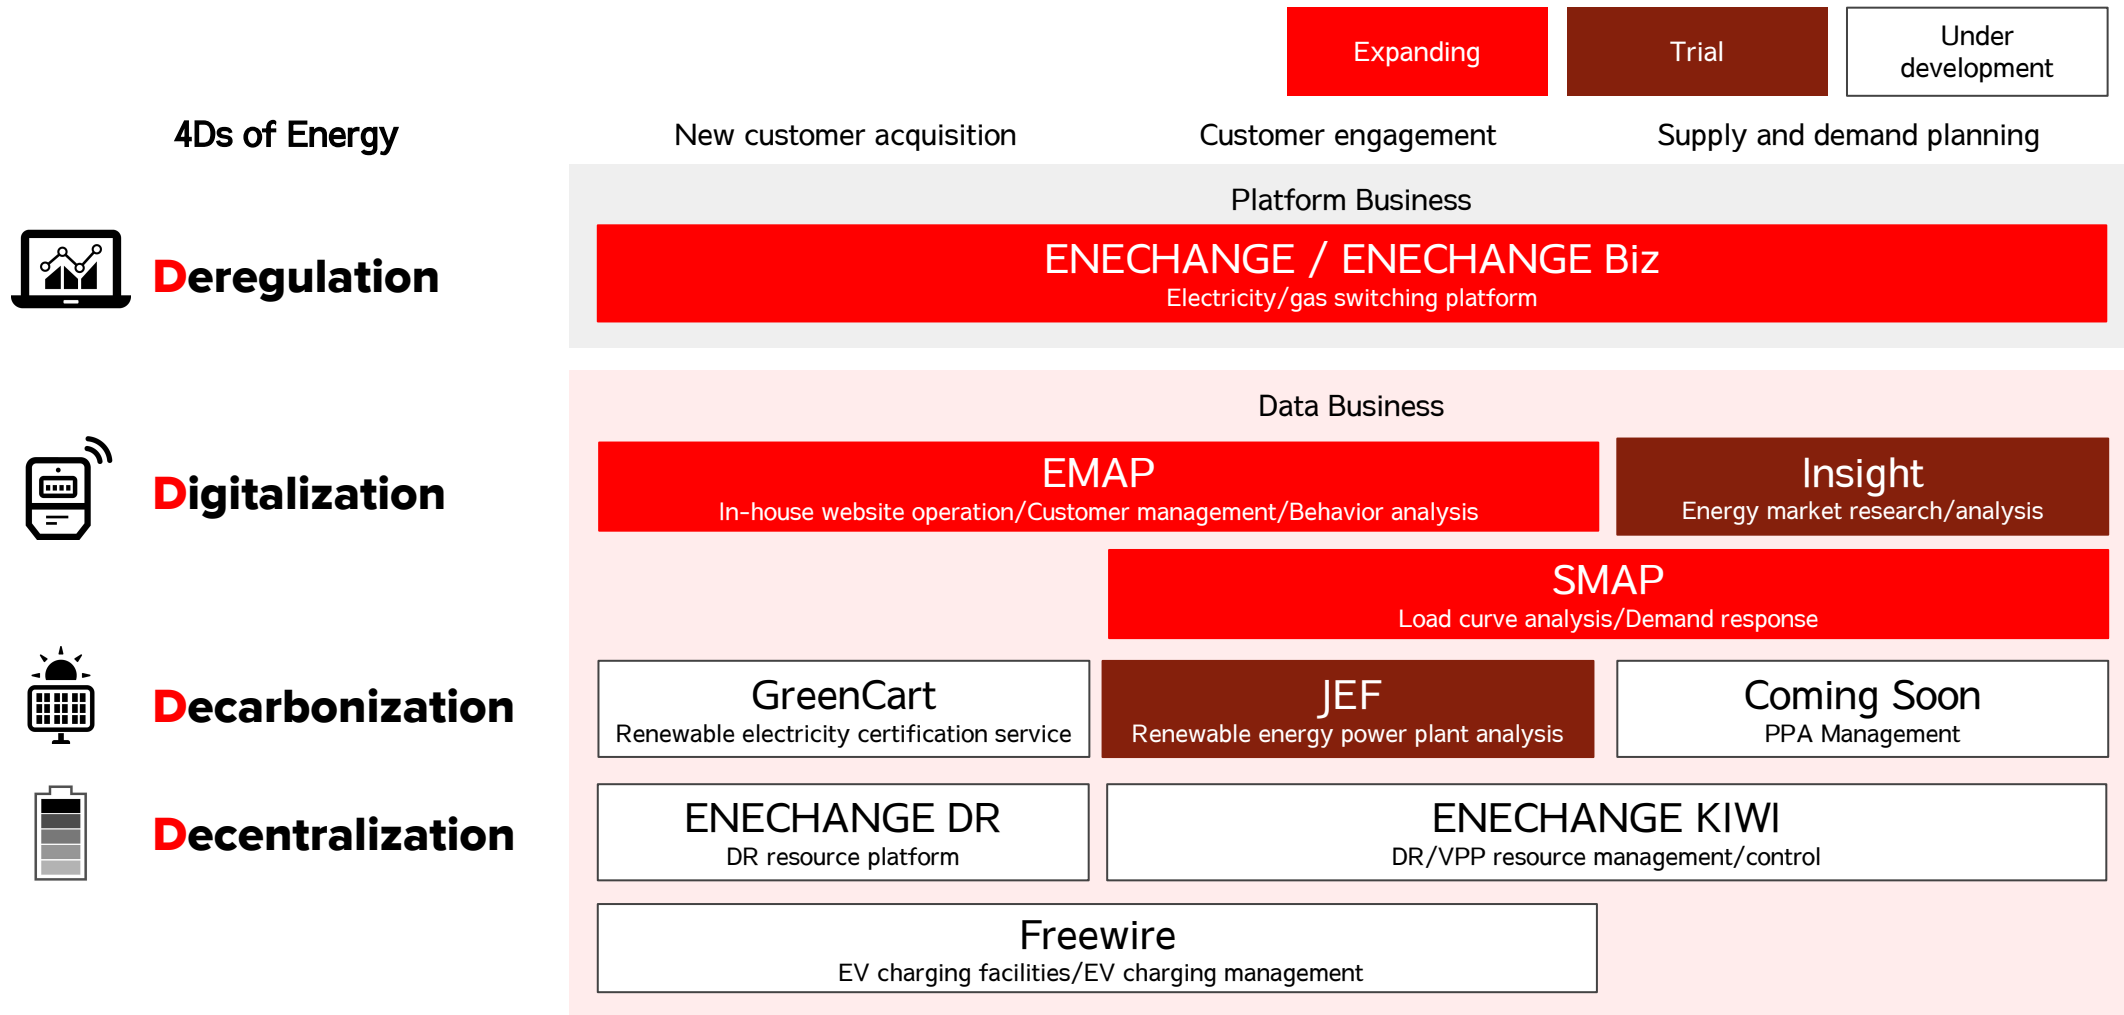 Expanding
Trial
Under
development
4Ds of Energy
New customer acquisition
Customer engagement
Supply and demand planning
Platform Business
Deregulation
ENECHANGE / ENECHANGE Biz
Electricity/gas switching platform
Data Business
Digitalization
EMAP
In-house website operation/Customer management/Behavior analysis
Insight
Energy market research/analysis
SMAP
Load curve analysis/Demand response
Decarbonization
GreenCart
Renewable electricity certification service
JEF
Renewable energy power plant analysis
Coming Soon
PPA Management
Decentralization
ENECHANGE DR
DR resource platform
ENECHANGE KIWI
DR/VPP resource management/control
Freewire
EV charging facilities/EV charging management